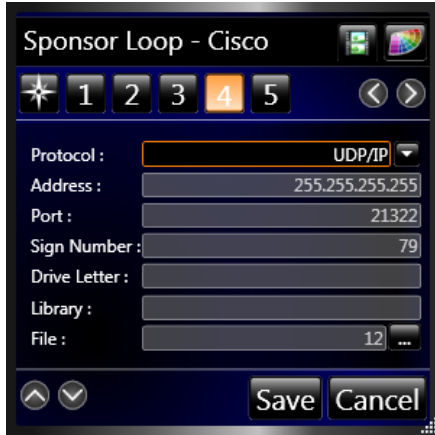 Sponsor Loop - Cisco
1 2 3 4 5
Protocol : UDP/IP
Address : 255.255.255.255
Port : 21322
Sign Number : 79
Drive Letter :
Library :
File : 12 ...
Save Cancel